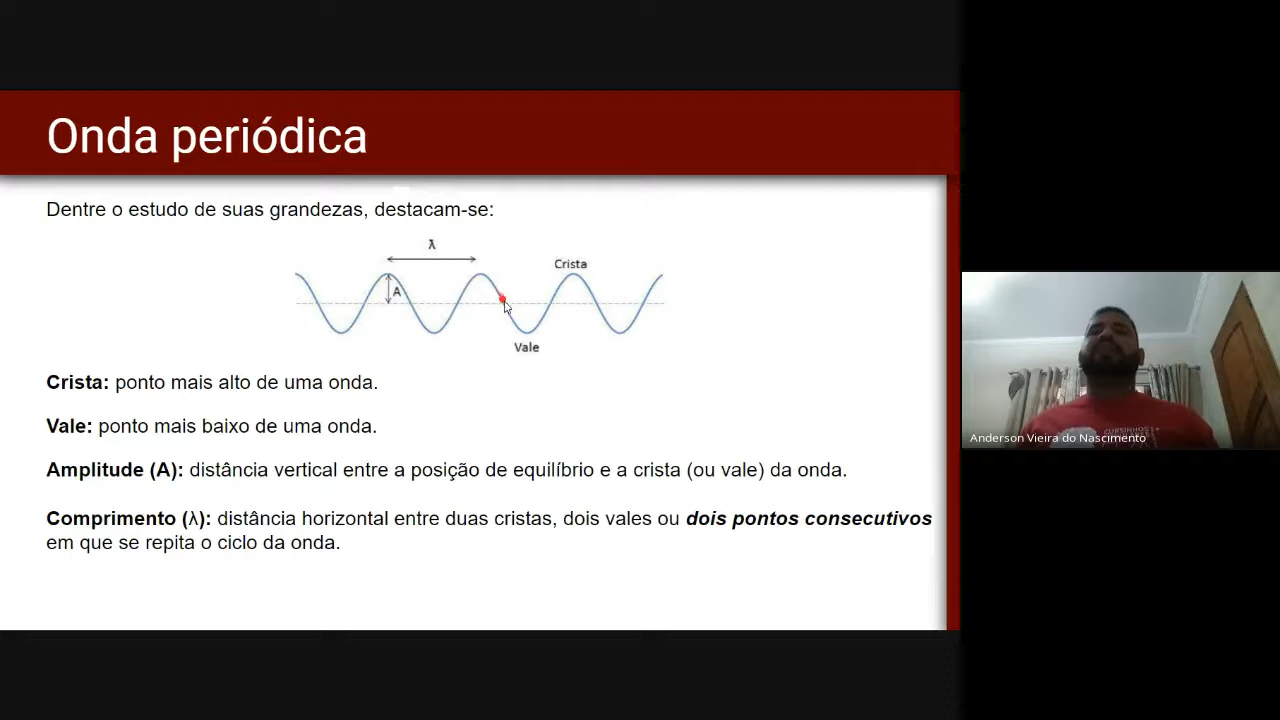 Onda periódica
Dentre o estudo de suas grandezas, destacam-se:
λ
Crista
A
Vale
Crista: ponto mais alto de uma onda.
Vale: ponto mais baixo de uma onda.
Amplitude (A): distância vertical entre a posição de equilíbrio e a crista (ou vale) da onda.
Comprimento (λ): distância horizontal entre duas cristas, dois vales ou dois pontos consecutivos
em que se repita o ciclo da onda.
CURSINHOS
Anderson Vieira do Nascimento